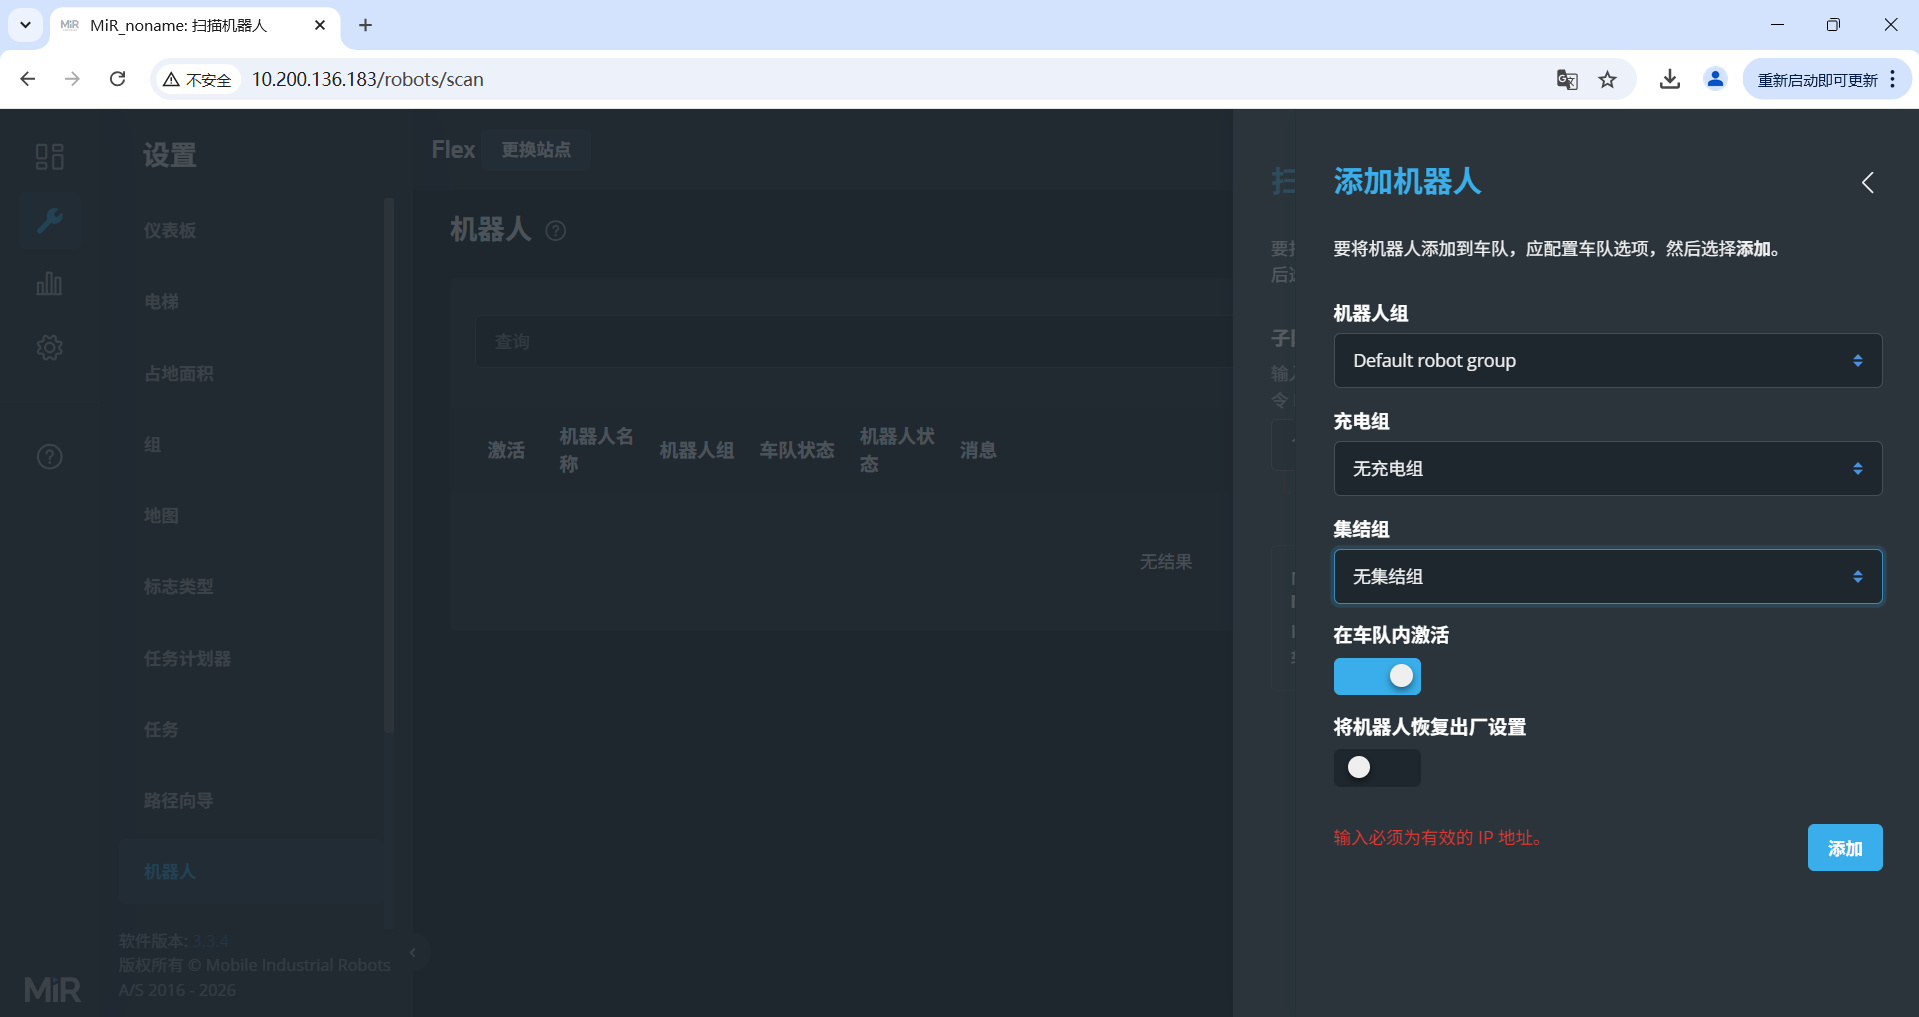 MiR_noname: 扫描机器人
不安全
10.200.136.183/robots/scan
重新启动即可更新
设置
仪表板
电梯
占地面积
组
地图
标志类型
任务计划器
任务
路径向导
机器人
软件版本: 3.3.4
版权所有 © Mobile Industrial Robots
A/S 2016 - 2026
MiR
Flex
更换站点
机器人
查询
激活
机器人名称
机器人组
车队状态
机器人状态
消息
无结果
扫
后
输
令
添加机器人
要将机器人添加到车队，应配置车队选项，然后选择添加。
机器人组
Default robot group
充电组
无充电组
集结组
无集结组
在车队内激活
将机器人恢复出厂设置
输入必须为有效的 IP 地址。
添加